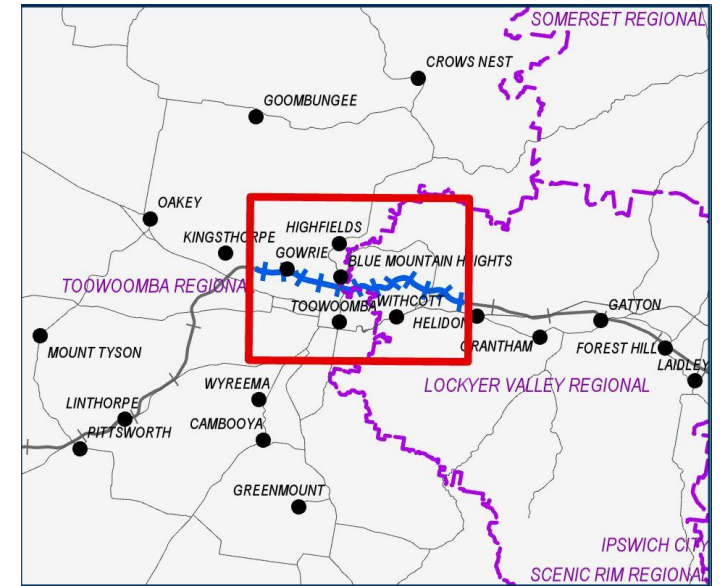 SOMERSET REGIONAL
CROWS NEST
GOOMBUNGEE
OAKEY
KINGSTHORPE
HIGHFIELDS
GOWRIE
BLUE MOUNTAIN HEIGHTS
TOOWOOMBA REGIONAL
TOOWOOMBA
WITHCOTT
HELIDON
GATTON
GRANTHAM
FOREST HILL
MOUNT TYSON
LAIDLEY
WYREEMA
LOCKYER VALLEY REGIONAL
LINTHORPE
CAMBOOYA
PITTSWORTH
GREENMOUNT
IPSWICH CITY
SCENIC RIM REGIONAL